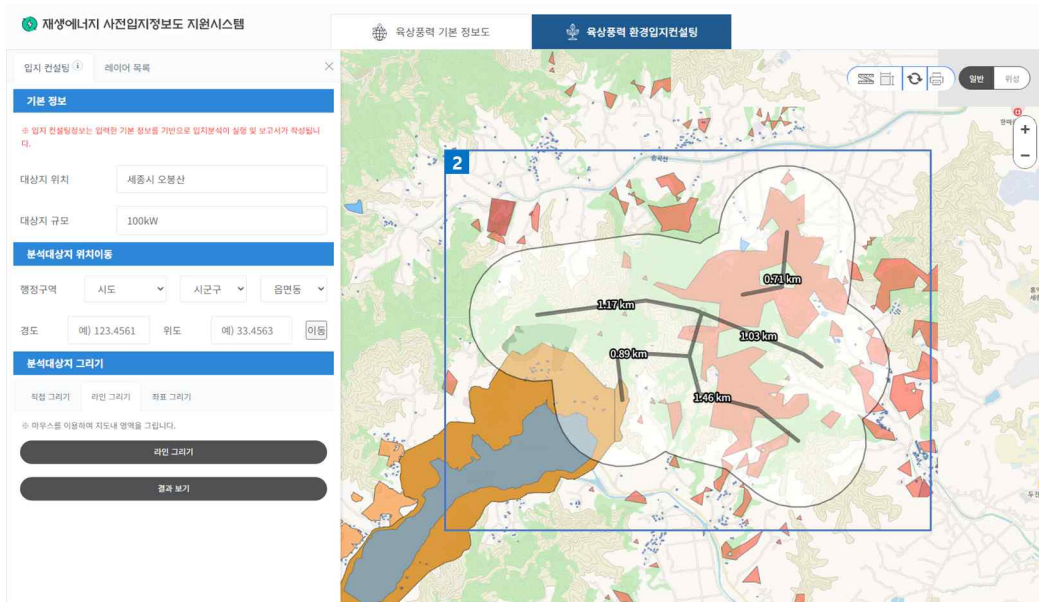 재생에너지 사전입지정보도 지원시스템
육상풍력 기본 정보도
육상풍력 환경입지컨설팅
입지 컨설팅
레이어 목록
기본 정보
※ 입지 컨설팅정보는 입력한 기본 정보를 기반으로 입지분석이 실행 및 보고서가 작성됩니
다.
대상지 위치
세종시 오봉산
대상지 규모
100kW
분석대상지 위치이동
행정구역
시도
시군구
읍면동
경도
예) 123.4561
위도
예) 33.4563
이동
분석대상지 그리기
직접 그리기
라인 그리기
좌표 그리기
※ 마우스를 이용하여 지도내 영역을 그립니다.
라인 그리기
결과 보기
일반
위성
+
−
2
0.71 km
1.17 km
1.03 km
0.89 km
1.46 km